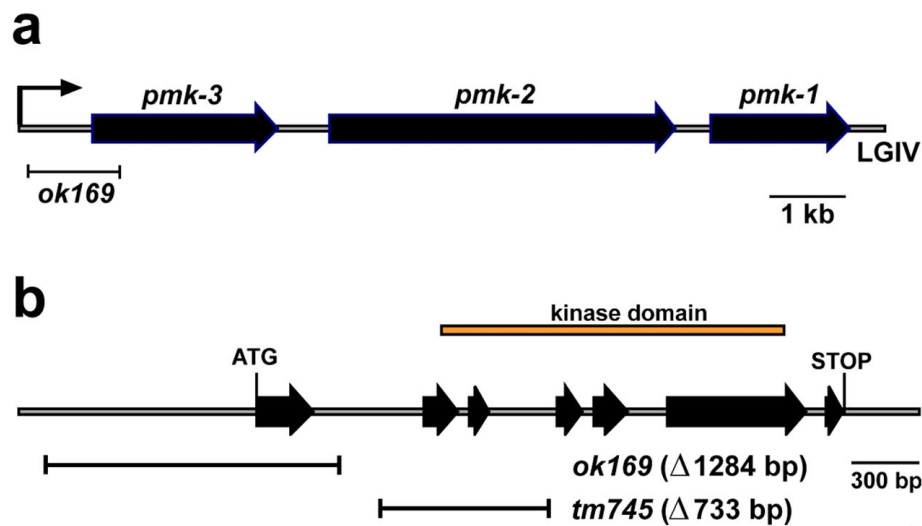 a
pmk-3 pmk-2 pmk-1
LGIV
ok169
1 kb
b
kinase domain
ATG STOP
ok169 (Δ1284 bp)
300 bp
tm745 (Δ733 bp)